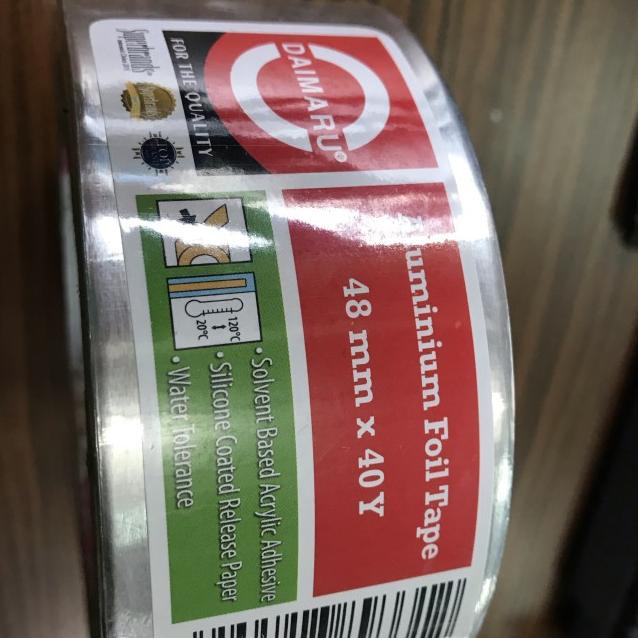 DAIMARU®
FOR THE QUALITY
Superbrands
Aluminium Foil Tape
48 mm x 40 Y
120°C
20°C
• Solvent Based Acrylic Adhesive
• Silicone Coated Release Paper
• Water Tolerance